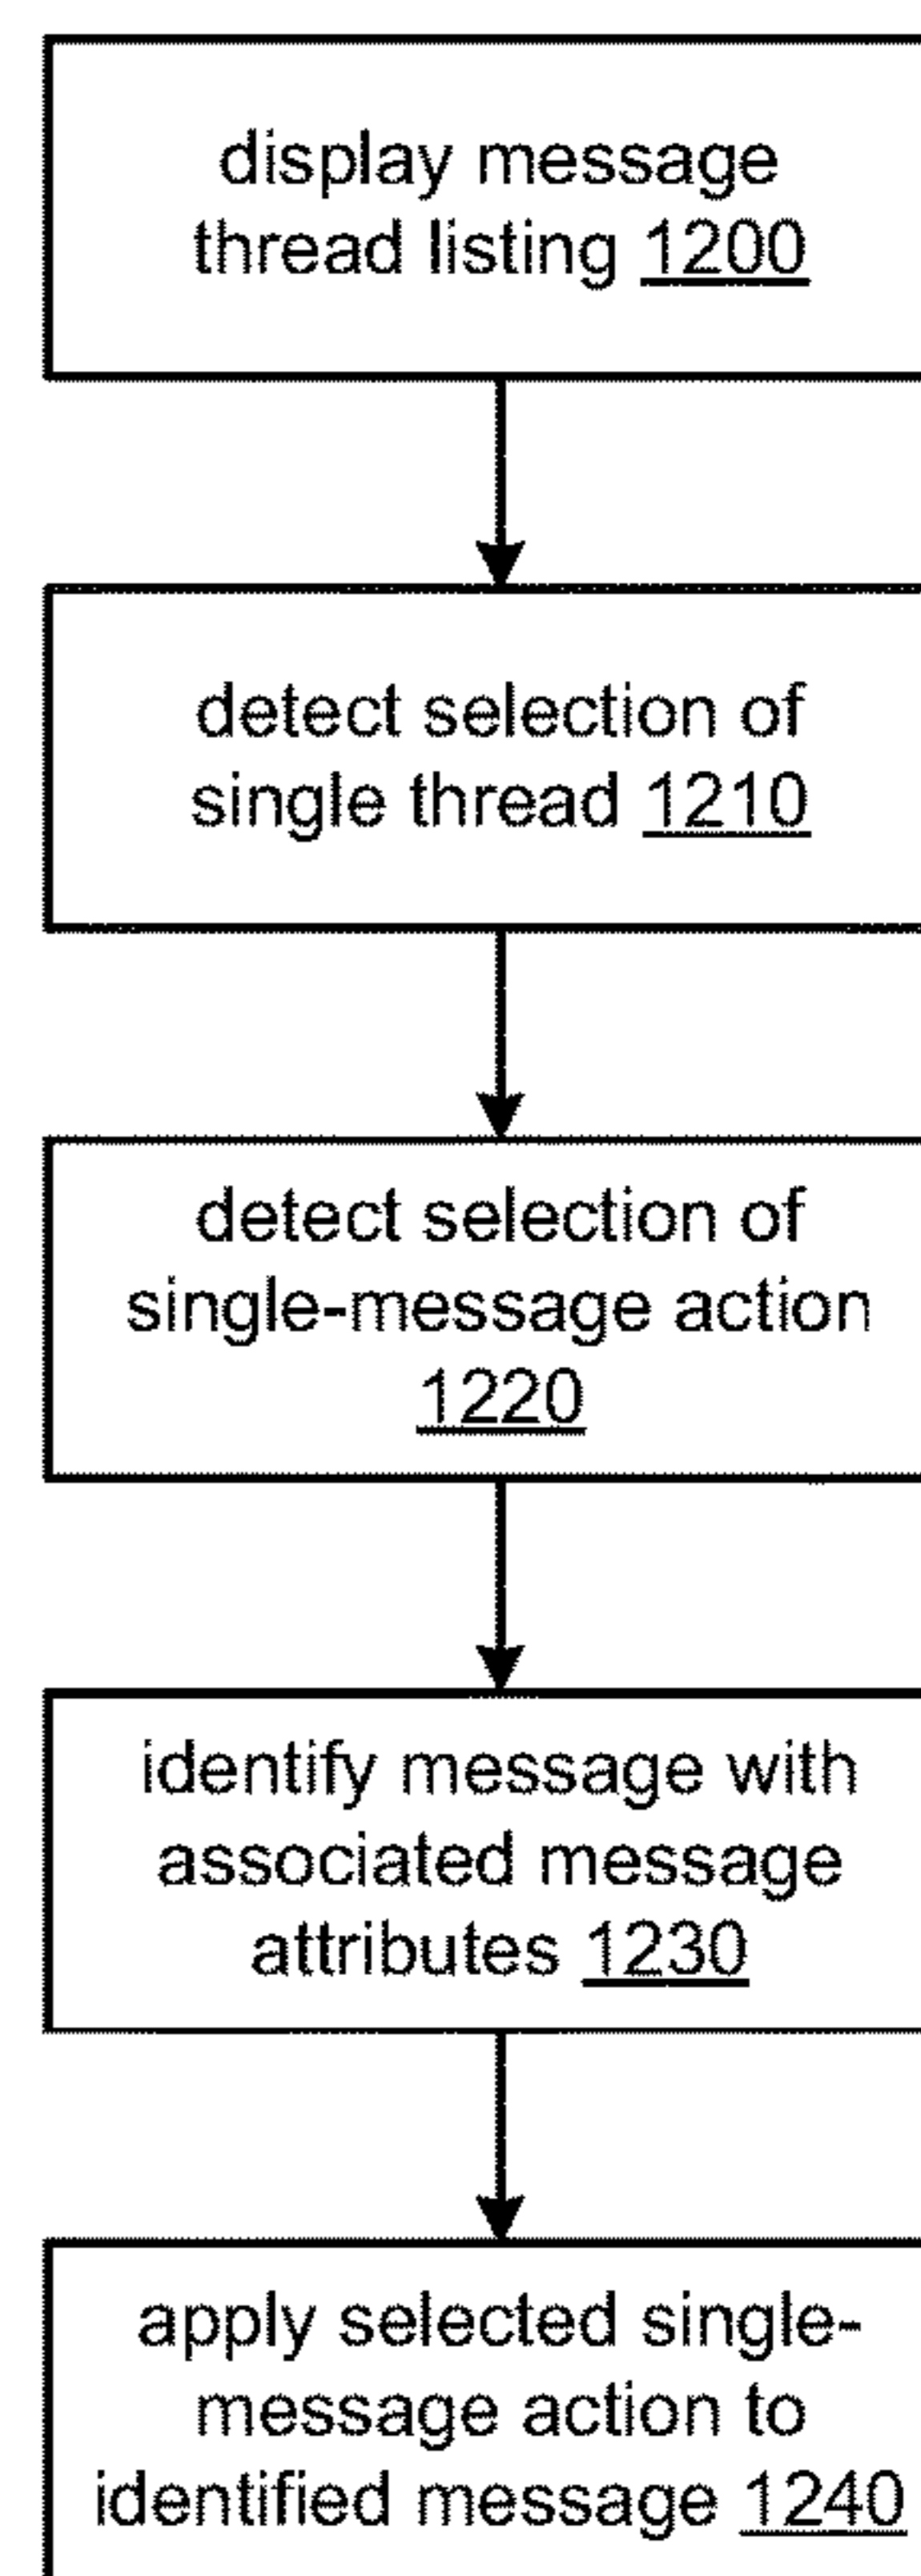 display message
thread listing 1200
detect selection of
single thread 1210
detect selection of
single-message action
1220
identify message with
associated message
attributes 1230
apply selected single-
message action to
identified message 1240